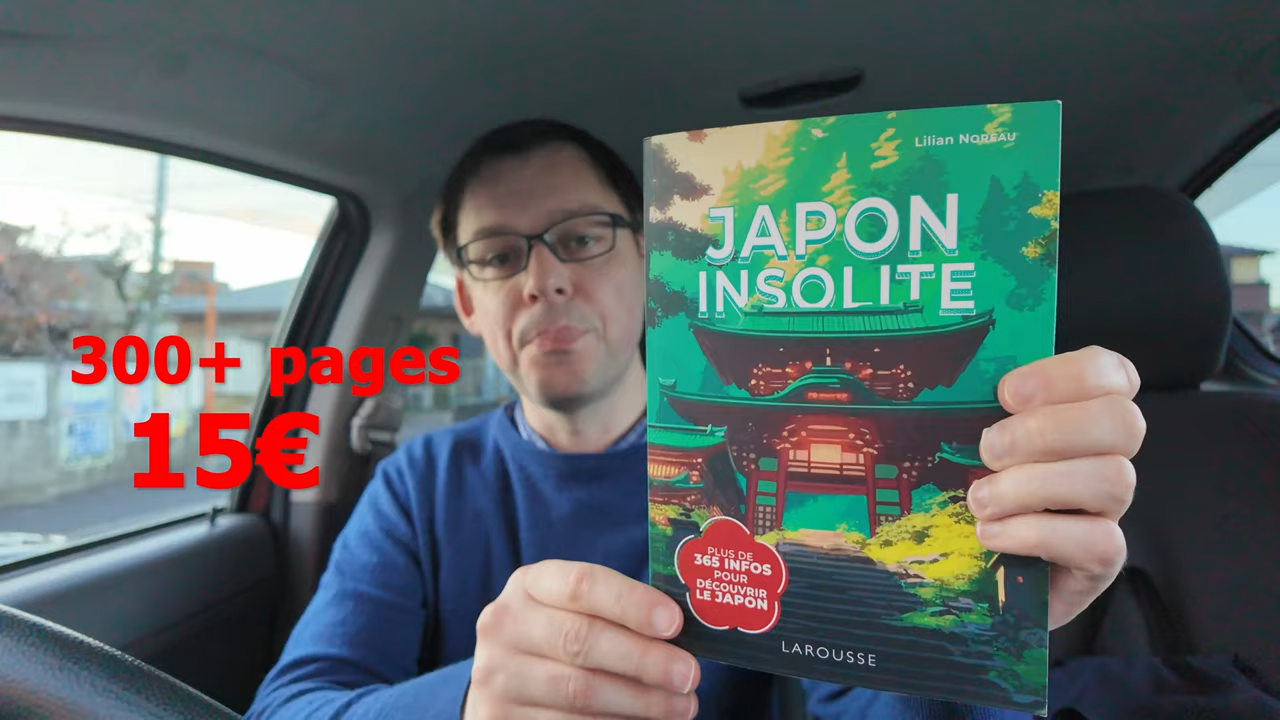 300+ pages
15€
Lilian NOREAU
JAPON
INSOLITE
PLUS DE
365 INFOS
POUR
DÉCOUVRIR
LE JAPON
LAROUSSE